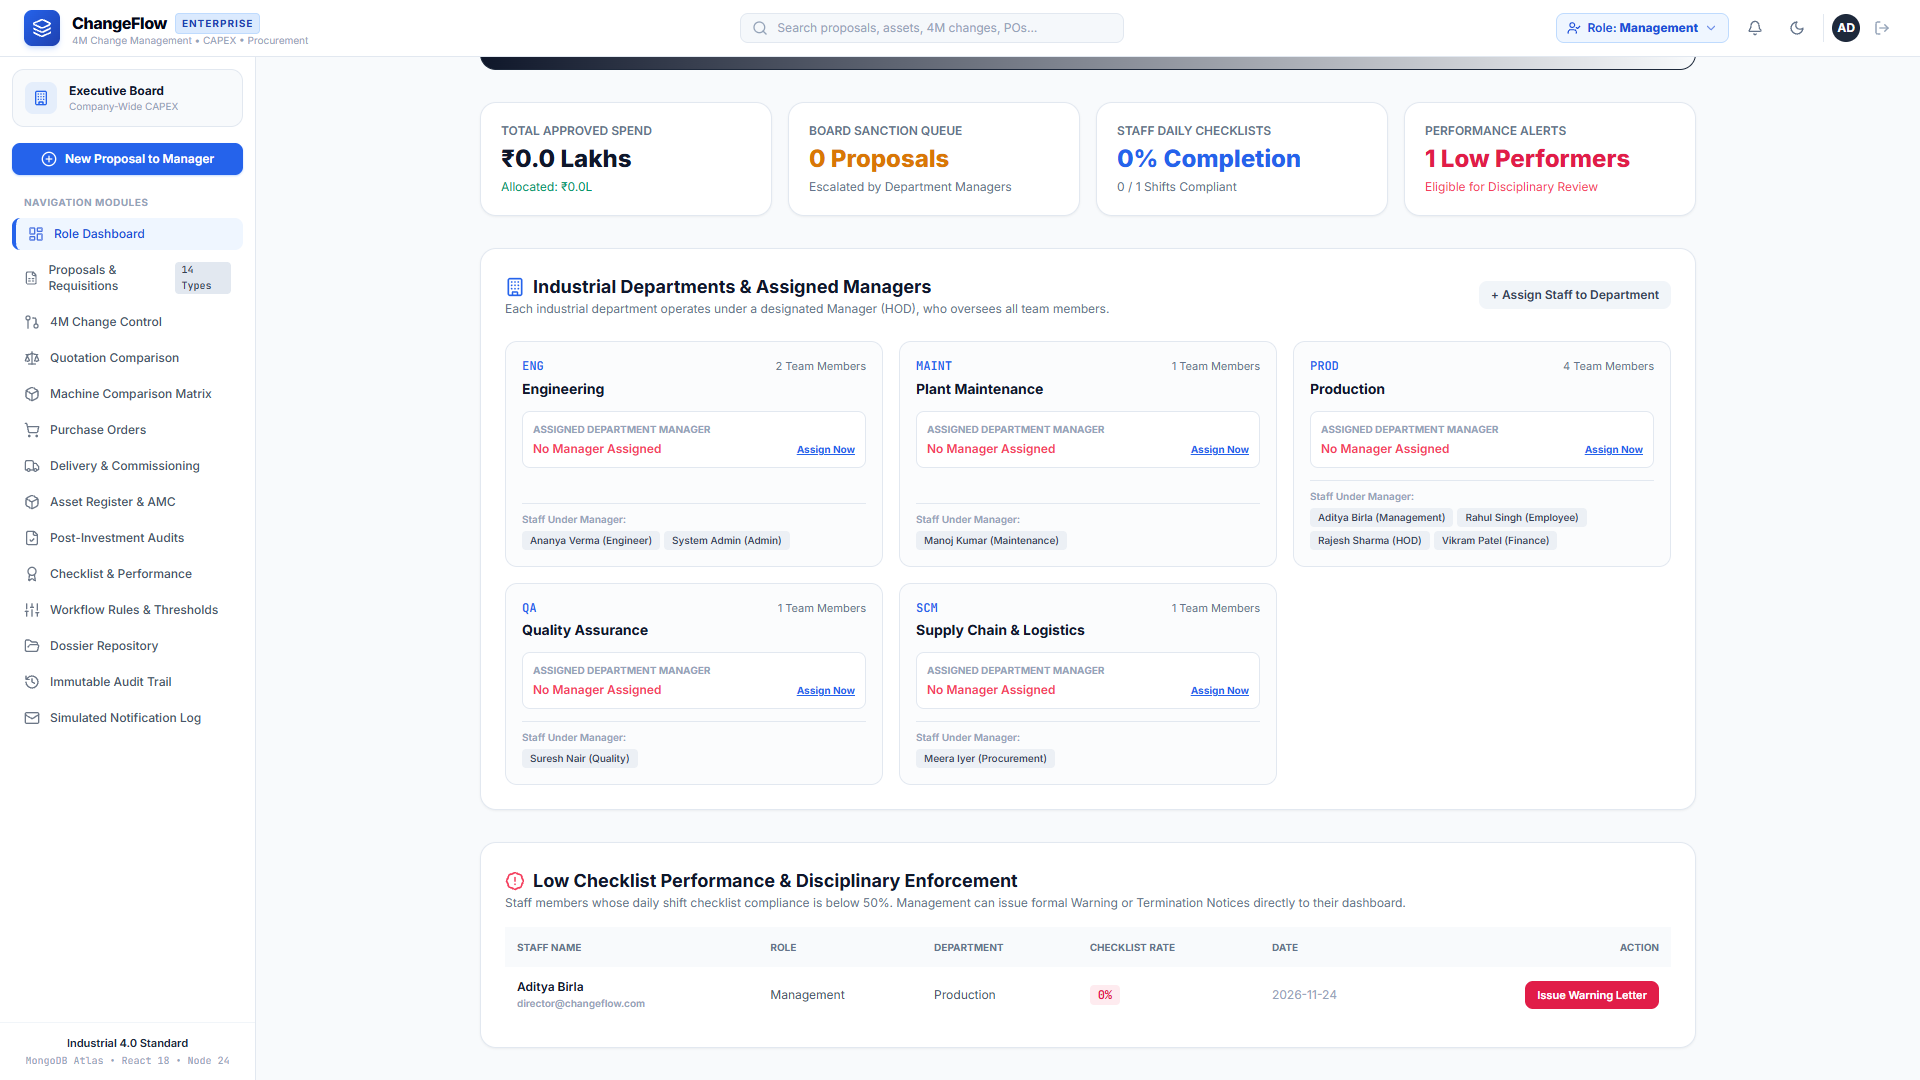 ChangeFlow ENTERPRISE
4M Change Management • CAPEX • Procurement
Search proposals, assets, 4M changes, POs...
Role: Management
AD
Executive Board
Company-Wide CAPEX
New Proposal to Manager
NAVIGATION MODULES
Role Dashboard
Proposals & Requisitions
14 Types
4M Change Control
Quotation Comparison
Machine Comparison Matrix
Purchase Orders
Delivery & Commissioning
Asset Register & AMC
Post-Investment Audits
Checklist & Performance
Workflow Rules & Thresholds
Dossier Repository
Immutable Audit Trail
Simulated Notification Log
Industrial 4.0 Standard
MongoDB Atlas • React 18 • Node 24
TOTAL APPROVED SPEND
₹0.0 Lakhs
Allocated: ₹0.0L
BOARD SANCTION QUEUE
0 Proposals
Escalated by Department Managers
STAFF DAILY CHECKLISTS
0% Completion
0 / 1 Shifts Compliant
PERFORMANCE ALERTS
1 Low Performers
Eligible for Disciplinary Review
Industrial Departments & Assigned Managers
Each industrial department operates under a designated Manager (HOD), who oversees all team members.
+ Assign Staff to Department
ENG 2 Team Members
Engineering
ASSIGNED DEPARTMENT MANAGER
No Manager Assigned Assign Now
Staff Under Manager:
Ananya Verma (Engineer) System Admin (Admin)
MAINT 1 Team Members
Plant Maintenance
ASSIGNED DEPARTMENT MANAGER
No Manager Assigned Assign Now
Staff Under Manager:
Manoj Kumar (Maintenance)
PROD 4 Team Members
Production
ASSIGNED DEPARTMENT MANAGER
No Manager Assigned Assign Now
Staff Under Manager:
Aditya Birla (Management) Rahul Singh (Employee)
Rajesh Sharma (HOD) Vikram Patel (Finance)
QA 1 Team Members
Quality Assurance
ASSIGNED DEPARTMENT MANAGER
No Manager Assigned Assign Now
Staff Under Manager:
Suresh Nair (Quality)
SCM 1 Team Members
Supply Chain & Logistics
ASSIGNED DEPARTMENT MANAGER
No Manager Assigned Assign Now
Staff Under Manager:
Meera Iyer (Procurement)
Low Checklist Performance & Disciplinary Enforcement
Staff members whose daily shift checklist compliance is below 50%. Management can issue formal Warning or Termination Notices directly to their dashboard.
STAFF NAME ROLE DEPARTMENT CHECKLIST RATE DATE ACTION
Aditya Birla
director@changeflow.com
Management Production 0% 2026-11-24 Issue Warning Letter